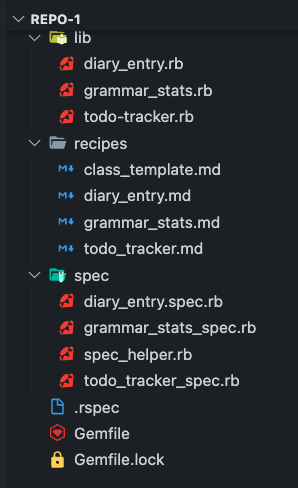 REPO-1
lib
diary_entry.rb
grammar_stats.rb
todo-tracker.rb
recipes
class_template.md
diary_entry.md
grammar_stats.md
todo_tracker.md
spec
diary_entry.spec.rb
grammar_stats_spec.rb
spec_helper.rb
todo_tracker_spec.rb
.rspec
Gemfile
Gemfile.lock